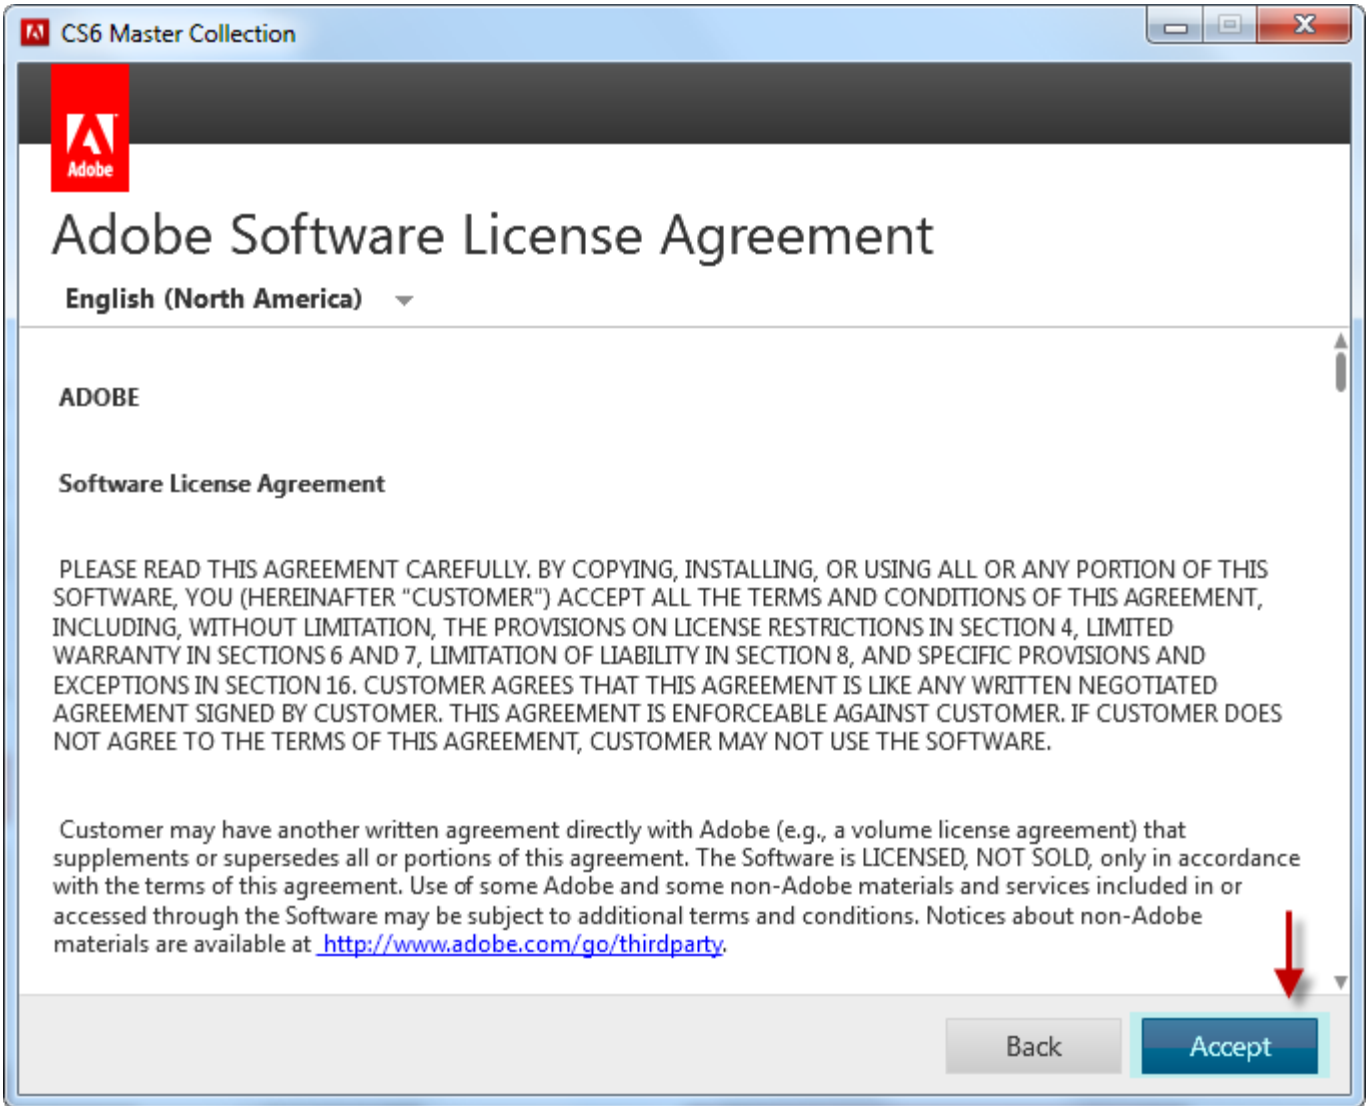 CS6 Master Collection
Adobe
Adobe Software License Agreement
English (North America)
ADOBE
Software License Agreement
PLEASE READ THIS AGREEMENT CAREFULLY. BY COPYING, INSTALLING, OR USING ALL OR ANY PORTION OF THIS
SOFTWARE, YOU (HEREINAFTER "CUSTOMER") ACCEPT ALL THE TERMS AND CONDITIONS OF THIS AGREEMENT,
INCLUDING, WITHOUT LIMITATION, THE PROVISIONS ON LICENSE RESTRICTIONS IN SECTION 4, LIMITED
WARRANTY IN SECTIONS 6 AND 7, LIMITATION OF LIABILITY IN SECTION 8, AND SPECIFIC PROVISIONS AND
EXCEPTIONS IN SECTION 16. CUSTOMER AGREES THAT THIS AGREEMENT IS LIKE ANY WRITTEN NEGOTIATED
AGREEMENT SIGNED BY CUSTOMER. THIS AGREEMENT IS ENFORCEABLE AGAINST CUSTOMER. IF CUSTOMER DOES
NOT AGREE TO THE TERMS OF THIS AGREEMENT, CUSTOMER MAY NOT USE THE SOFTWARE.
Customer may have another written agreement directly with Adobe (e.g., a volume license agreement) that
supplements or supersedes all or portions of this agreement. The Software is LICENSED, NOT SOLD, only in accordance
with the terms of this agreement. Use of some Adobe and some non-Adobe materials and services included in or
accessed through the Software may be subject to additional terms and conditions. Notices about non-Adobe
materials are available at http://www.adobe.com/go/thirdparty.
Back
Accept